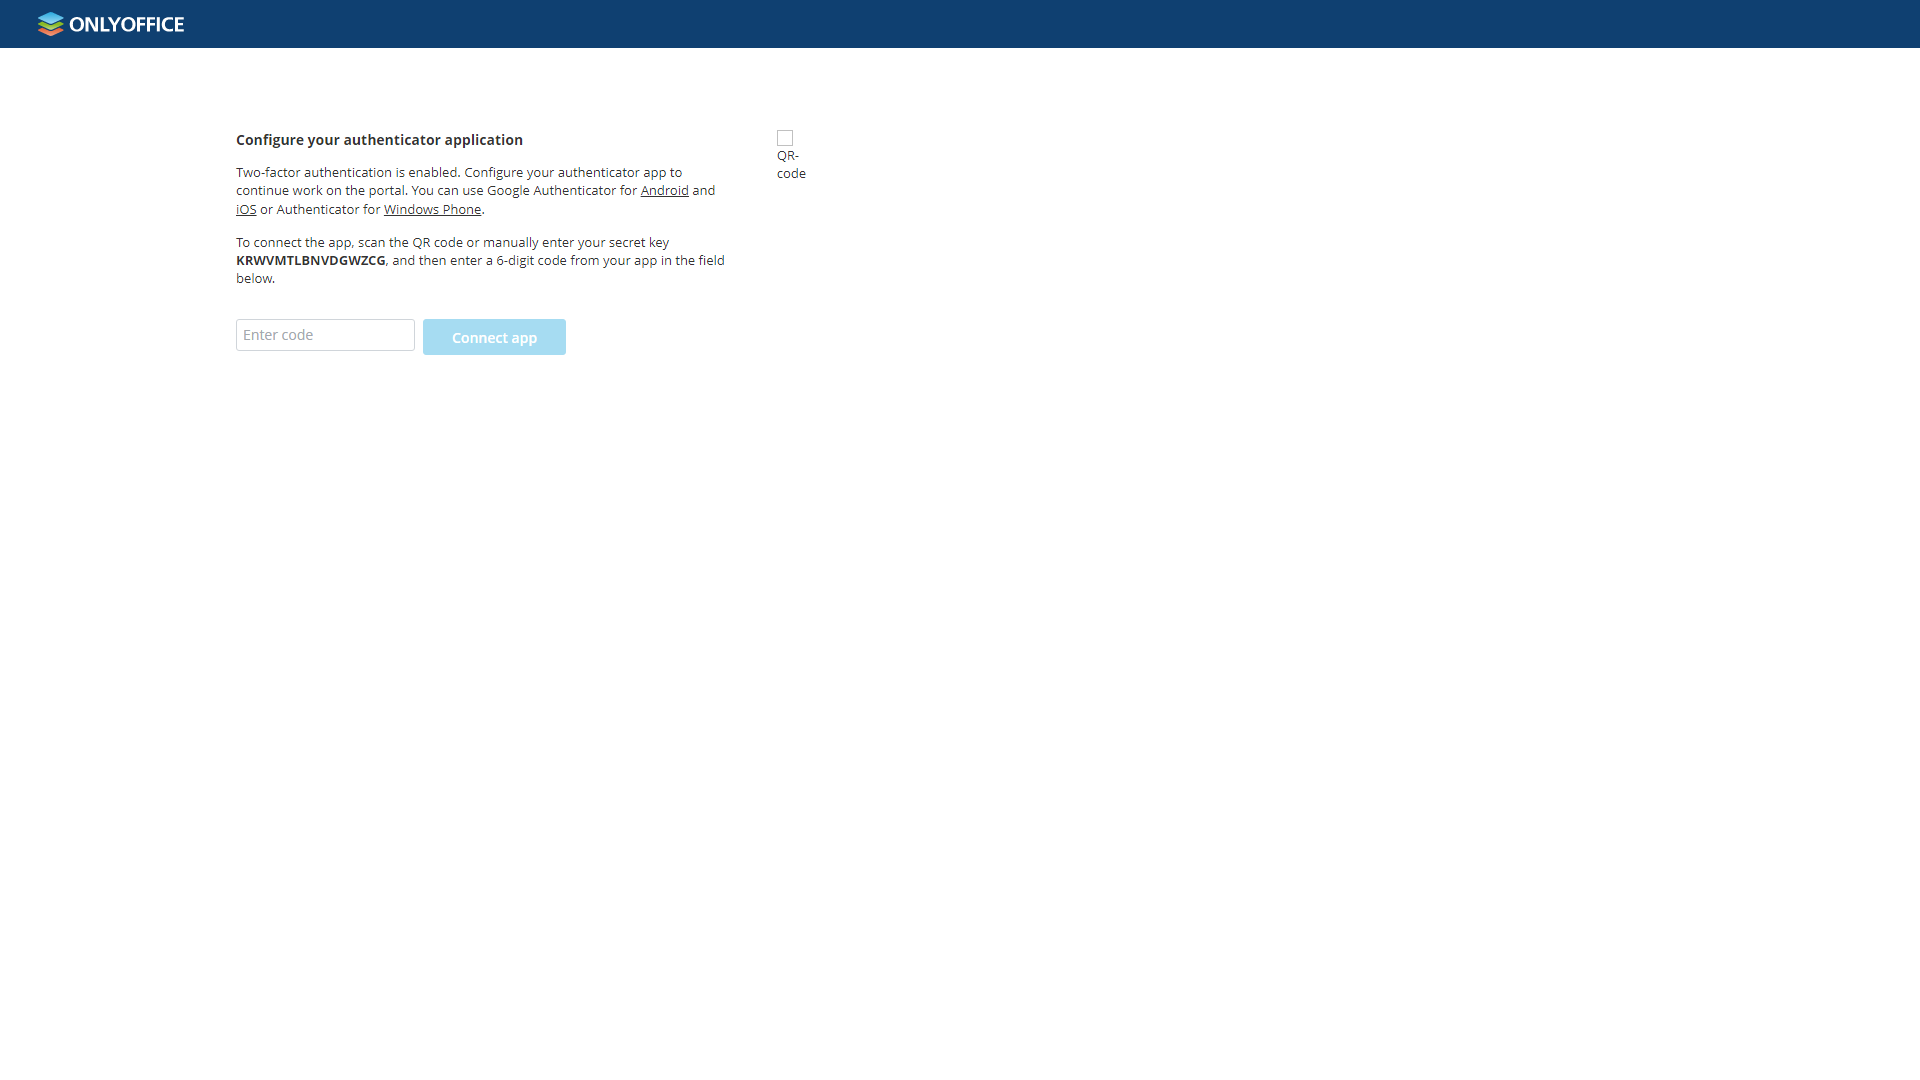 ONLYOFFICE
Configure your authenticator application
Two-factor authentication is enabled. Configure your authenticator app to
continue work on the portal. You can use Google Authenticator for Android and
iOS or Authenticator for Windows Phone.
To connect the app, scan the QR code or manually enter your secret key
KRWVMTLBNVDGWZCG, and then enter a 6-digit code from your app in the field
below.
Enter code
Connect app
QR-
code